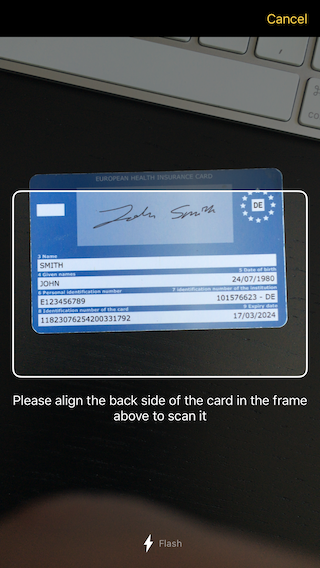 Cancel
EUROPEAN HEALTH INSURANCE CARD
John Smith
DE
3 Name
SMITH
4 Given names 5 Date of birth
JOHN 24/07/1980
6 Personal identification number 7 identification number of the institution
E123456789 101576623 - DE
8 Identification number of the card 9 Expiry date
11823076254200331792 17/03/2024
Please align the back side of the card in the frame
above to scan it
Flash